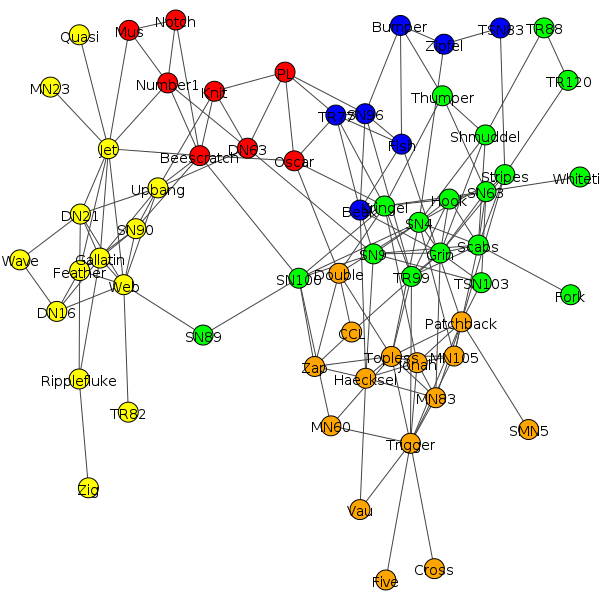 Notch
Mus
Quasi
Bumper
TSN83
TR88
Zipfel
PL
Number1
MN23
Knit
TR120
Thumper
TR77
SN96
Shmuddel
Fish
Jet
DN63
Beescratch
Oscar
Stripes
Whitetip
Upbang
SN63
Hook
Beak
Kringel
DN21
SN90
SN4
Scabs
Wave
Gallatin
SN9
Grin
Feather
Double
SN100
TR99
TSN103
Web
Fork
DN16
Patchback
SN89
CCL
Topless
MN105
Jonah
Zap
Haecksel
Ripplefluke
MN83
TR82
MN60
SMN5
Trigger
Zig
Vau
Cross
Five